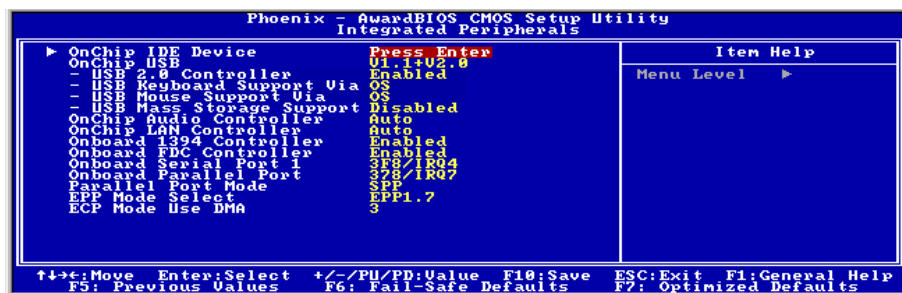 Phoenix - AwardBIOS CMOS Setup Utility
Integrated Peripherals
► OnChip IDE Device Press Enter
OnChip USB V1.1+V2.0
- USB 2.0 Controller Enabled
- USB Keyboard Support Via OS
- USB Mouse Support Via OS
- USB Mass Storage Support Disabled
OnChip Audio Controller Auto
OnChip LAN Controller Auto
Onboard 1394 Controller Enabled
Onboard FDC Controller Enabled
Onboard Serial Port 1 3F8/IRQ4
Onboard Parallel Port 378/IRQ7
Parallel Port Mode SPP
EPP Mode Select EPP1.7
ECP Mode Use DMA 3
Item Help
Menu Level ►
↑↓→←:Move Enter:Select +/-/PU/PD:Value F10:Save ESC:Exit F1:General Help
F5: Previous Values F6: Fail-Safe Defaults F7: Optimized Defaults